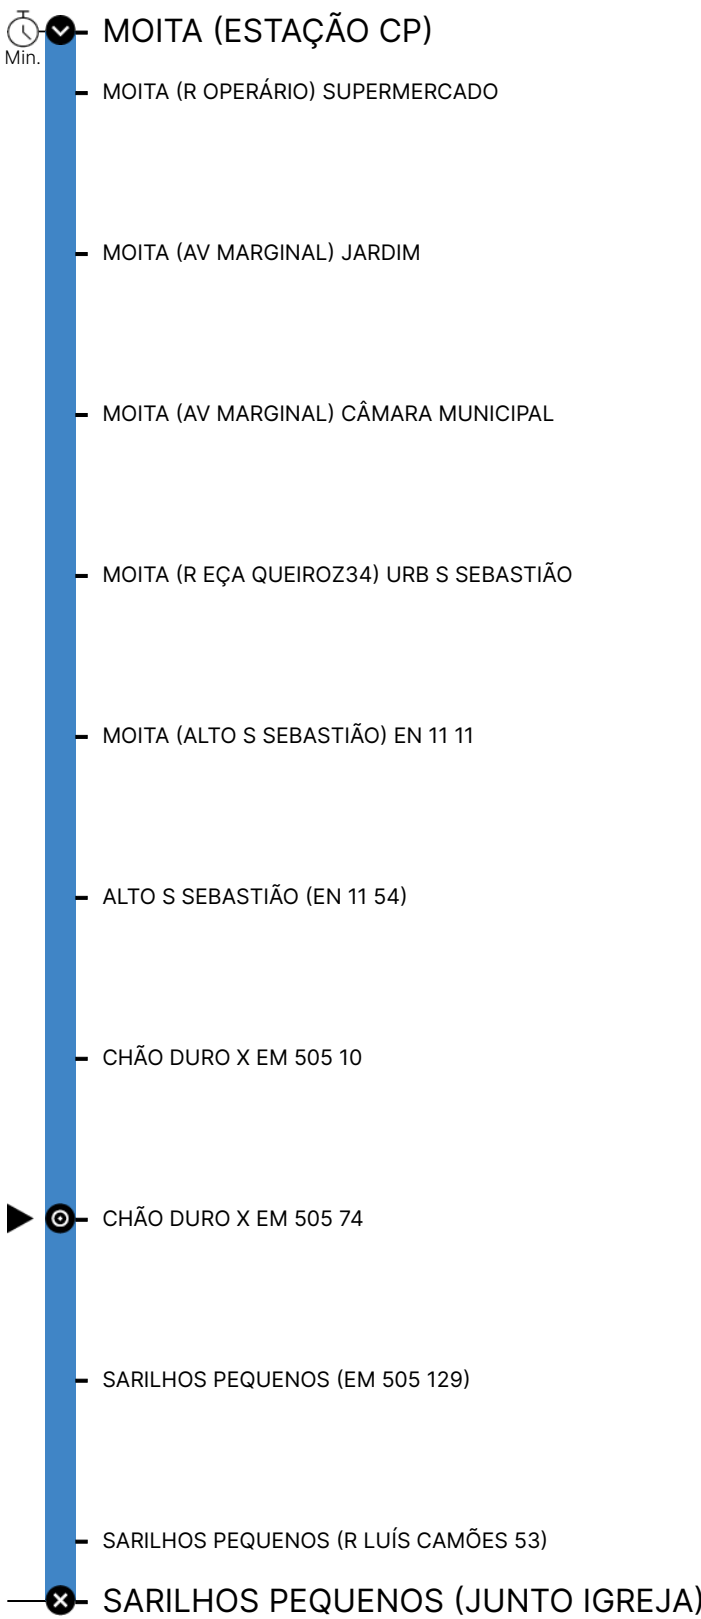 MOITA (ESTAÇÃO CP)
Min.
MOITA (R OPERÁRIO) SUPERMERCADO
MOITA (AV MARGINAL) JARDIM
MOITA (AV MARGINAL) CÂMARA MUNICIPAL
MOITA (R EÇA QUEIROZ34) URB S SEBASTIÃO
MOITA (ALTO S SEBASTIÃO) EN 11 11
ALTO S SEBASTIÃO (EN 11 54)
CHÃO DURO X EM 505 10
CHÃO DURO X EM 505 74
SARILHOS PEQUENOS (EM 505 129)
SARILHOS PEQUENOS (R LUÍS CAMÕES 53)
SARILHOS PEQUENOS (JUNTO IGREJA)